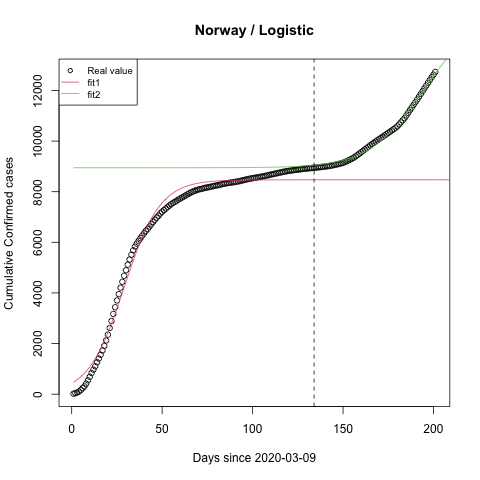 Norway / Logistic
Real value
fit1
fit2
Cumulative Confirmed cases
12000
10000
8000
6000
4000
2000
0
0 50 100 150 200
Days since 2020-03-09